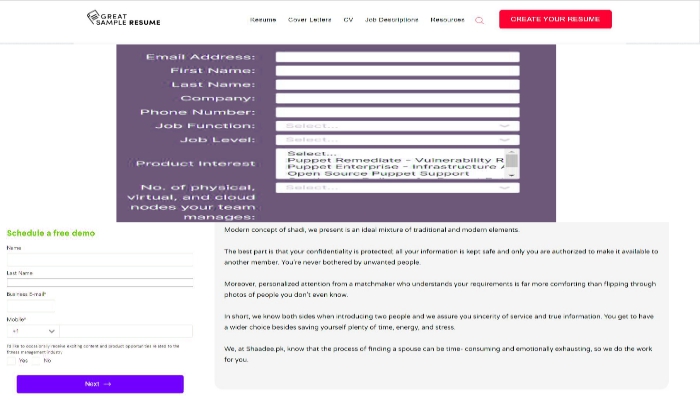 GREAT
SAMPLE RESUME
Resume Cover Letters CV Job Descriptions Resources
CREATE YOUR RESUME
Email Address:
First Name:
Last Name:
Company:
Phone Number:
Job Function: Select...
Job Level: Select...
Product Interest
Select...
Puppet Remediate - Vulnerability R
Puppet Enterprise - Infrastructure A
Open Source Puppet Support
No. of physical, Select...
virtual, and cloud
nodes your team
manages:
Schedule a free demo
Name
Last Name
Business E-mail*
Mobile*
+1
I'd like to occasionally receive exciting content and product opportunities related to the
fitness management industry.
Yes No
Next →
Modern concept of shadi, we present is an ideal mixture of traditional and modern elements.
The best part is that your confidentiality is protected; all your information is kept safe and only you are authorized to make it available to
another member. You're never bothered by unwanted people.
Moreover, personalized attention from a matchmaker who understands your requirements is far more comforting than flipping through
photos of people you don't even know.
In short, we know both sides when introducing two people and we assure you sincerity of service and true information. You get to have
a wider choice besides saving yourself plenty of time, energy, and stress.
We, at Shaadee.pk, know that the process of finding a spouse can be time- consuming and emotionally exhausting, so we do the work
for you.